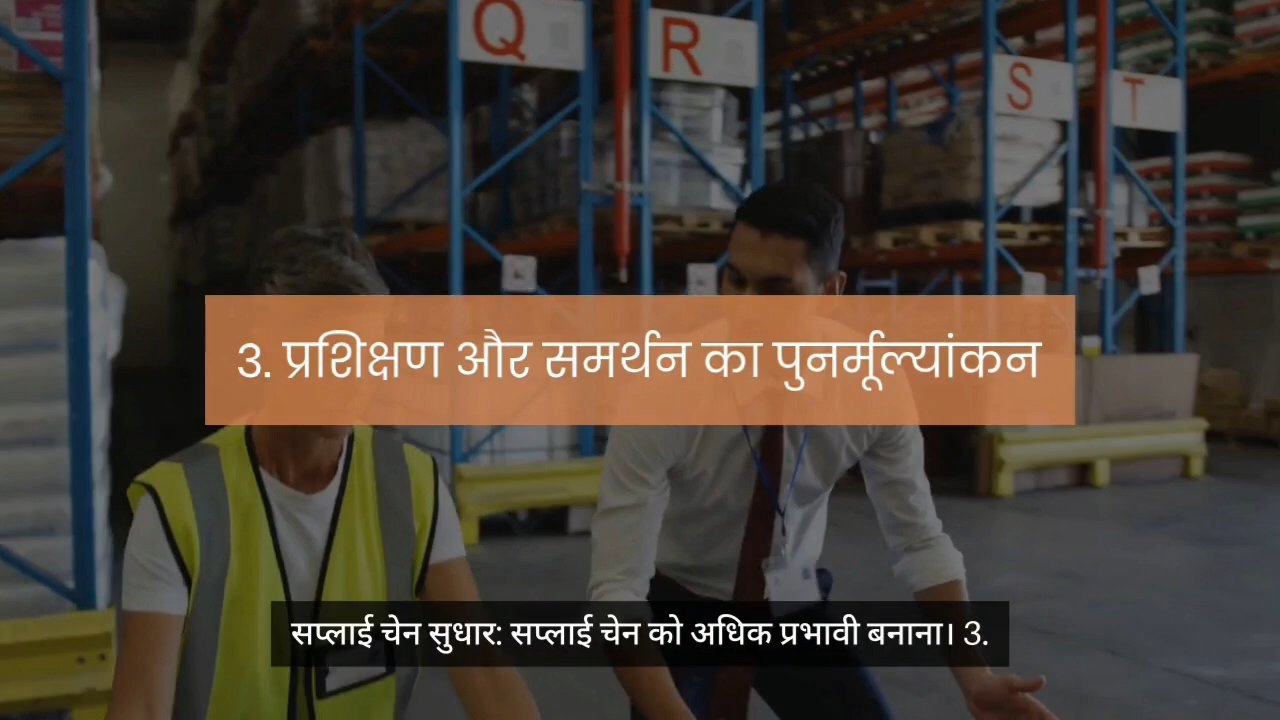 Q
R
S
T
3. प्रशिक्षण और समर्थन का पुनर्मूल्यांकन
सप्लाई चेन सुधार: सप्लाई चेन को अधिक प्रभावी बनाना। 3.